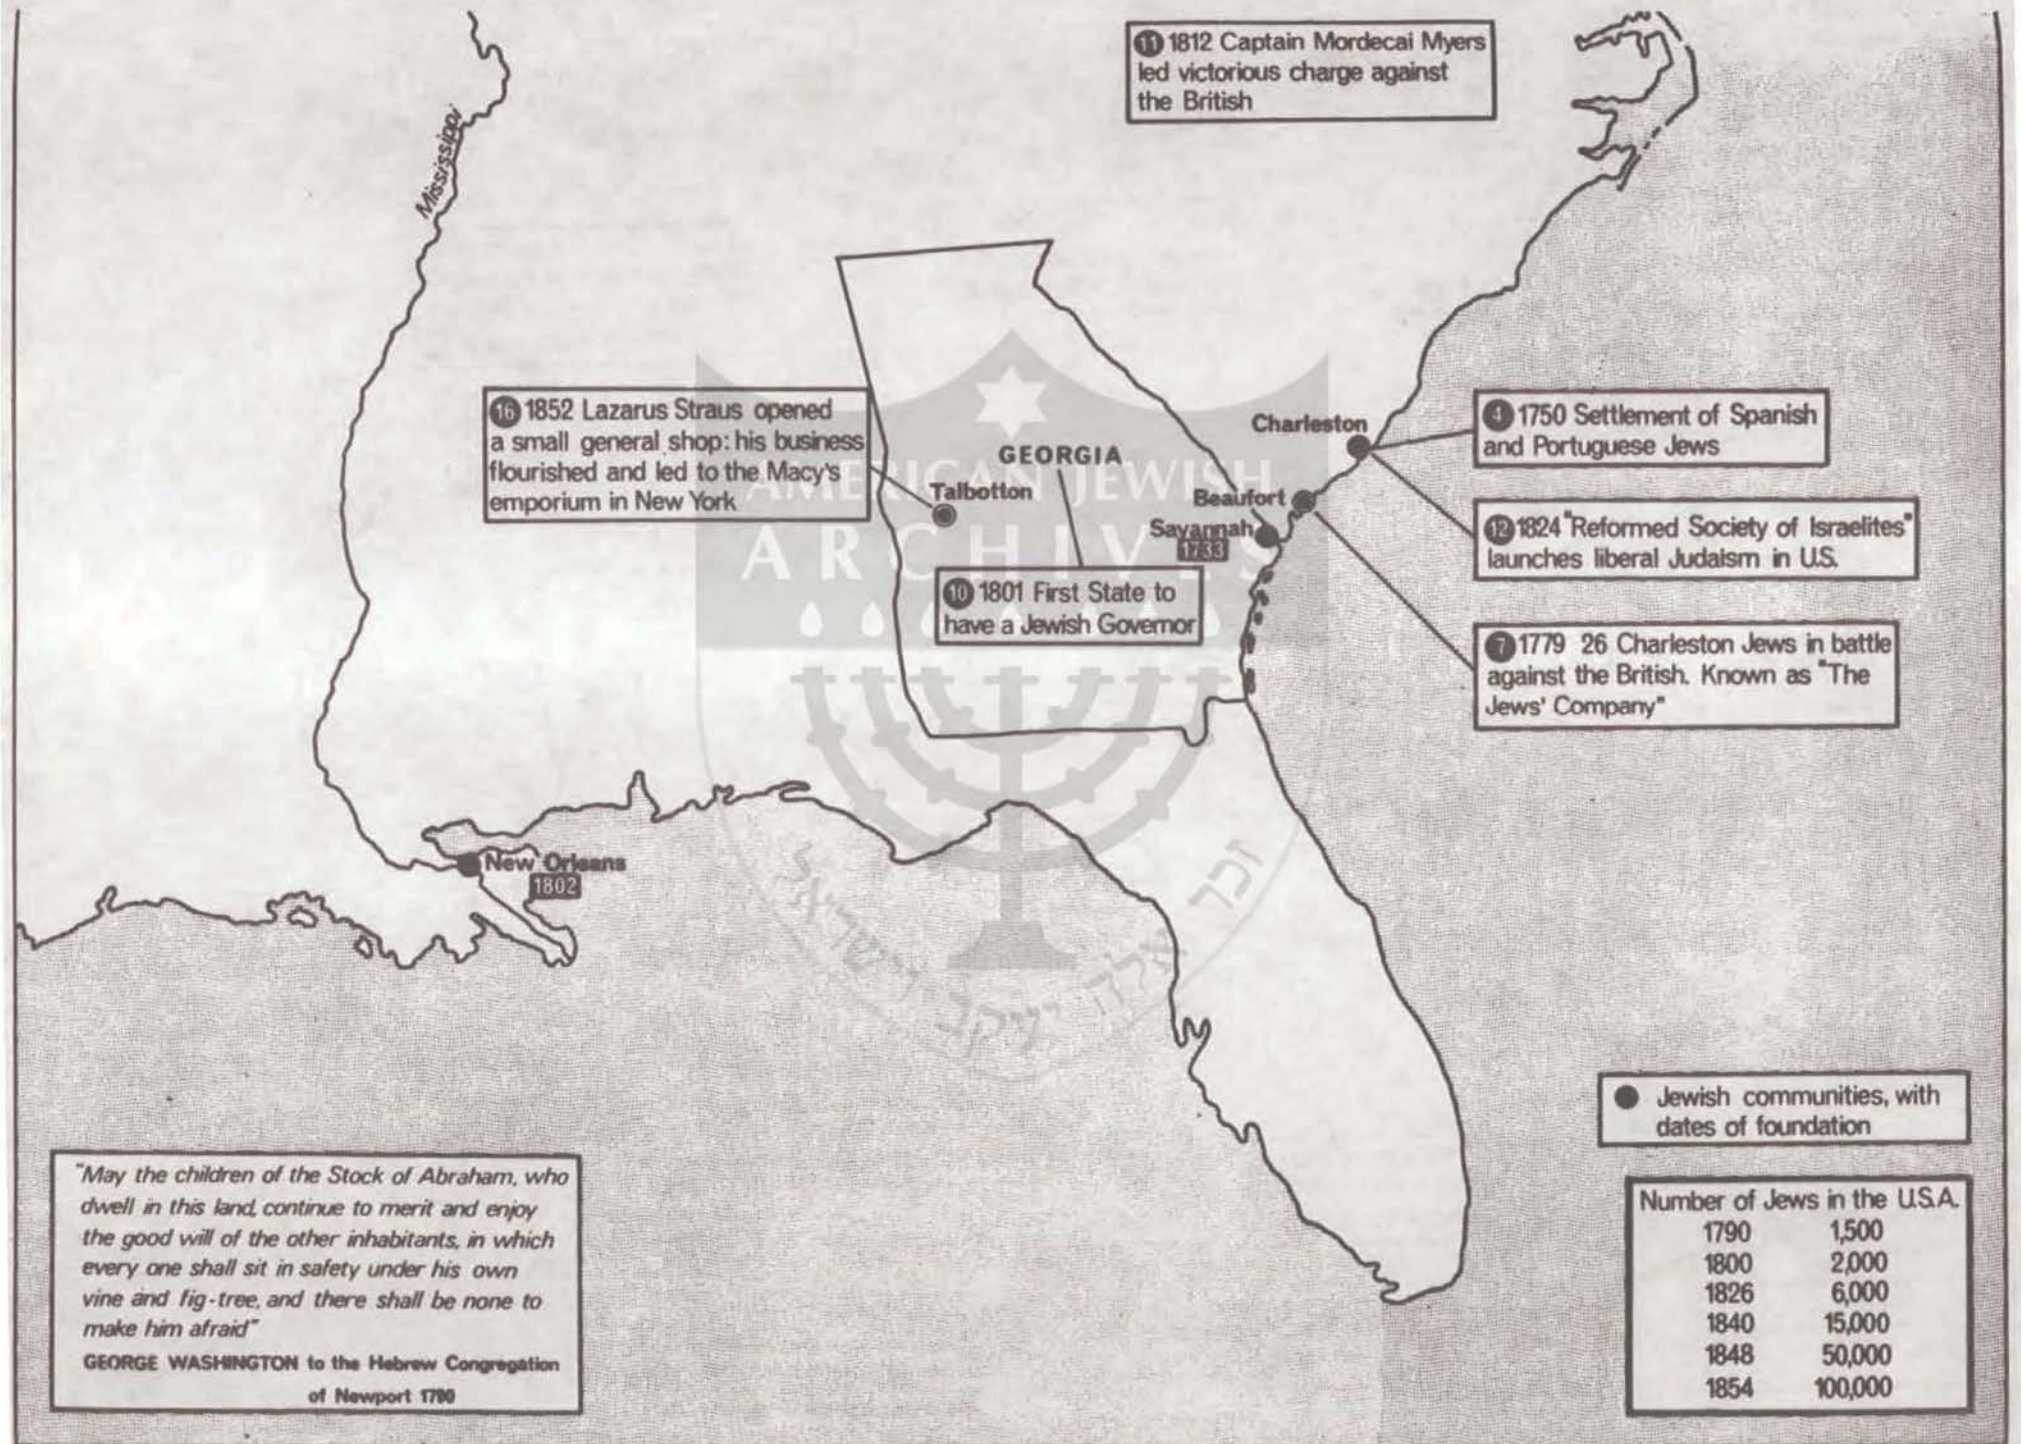 11 1812 Captain Mordecai Myers
led victorious charge against
the British
Mississippi
16 1852 Lazarus Straus opened
a small general shop: his business
flourished and led to the Macy's
emporium in New York
GEORGIA
Talbotton
Charleston
Beaufort
Savannah
1733
4 1750 Settlement of Spanish
and Portuguese Jews
12 1824 "Reformed Society of Israelites"
launches liberal Judaism in U.S.
10 1801 First State to
have a Jewish Governor
7 1779 26 Charleston Jews in battle
against the British. Known as "The
Jews' Company"
AMERICAN JEWISH
ARCHIVES
New Orleans
1802
זכר אלה יעקב וישראל
Jewish communities, with
dates of foundation
"May the children of the Stock of Abraham, who
dwell in this land, continue to merit and enjoy
the good will of the other inhabitants, in which
every one shall sit in safety under his own
vine and fig-tree, and there shall be none to
make him afraid"
GEORGE WASHINGTON to the Hebrew Congregation
of Newport 1790
Number of Jews in the U.S.A.
1790 1,500
1800 2,000
1826 6,000
1840 15,000
1848 50,000
1854 100,000